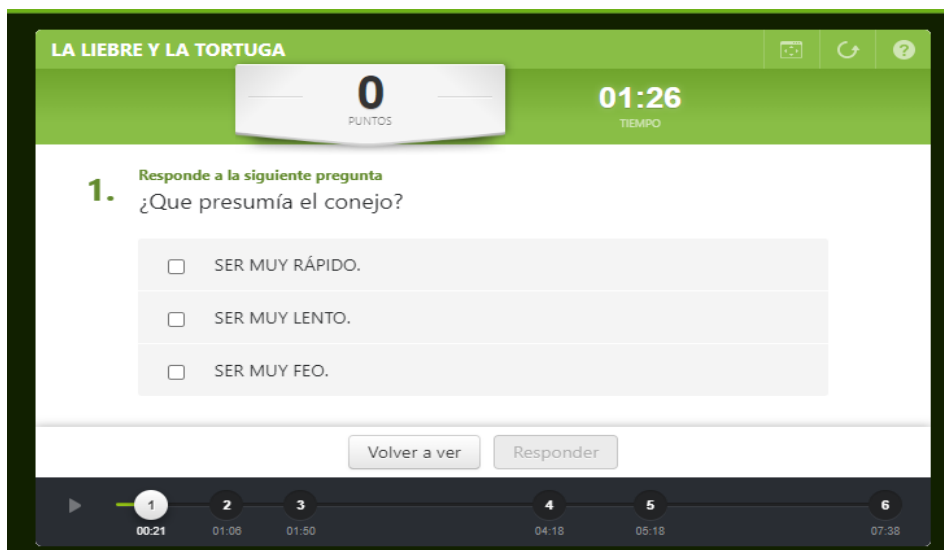 LA LIEBRE Y LA TORTUGA
?
0
PUNTOS
01:26
TIEMPO
1.
Responde a la siguiente pregunta
¿Que presumía el conejo?
SER MUY RÁPIDO.
SER MUY LENTO.
SER MUY FEO.
Volver a ver
Responder
1 2 3 4 5 6
00:21 01:06 01:50 04:18 05:18 07:38